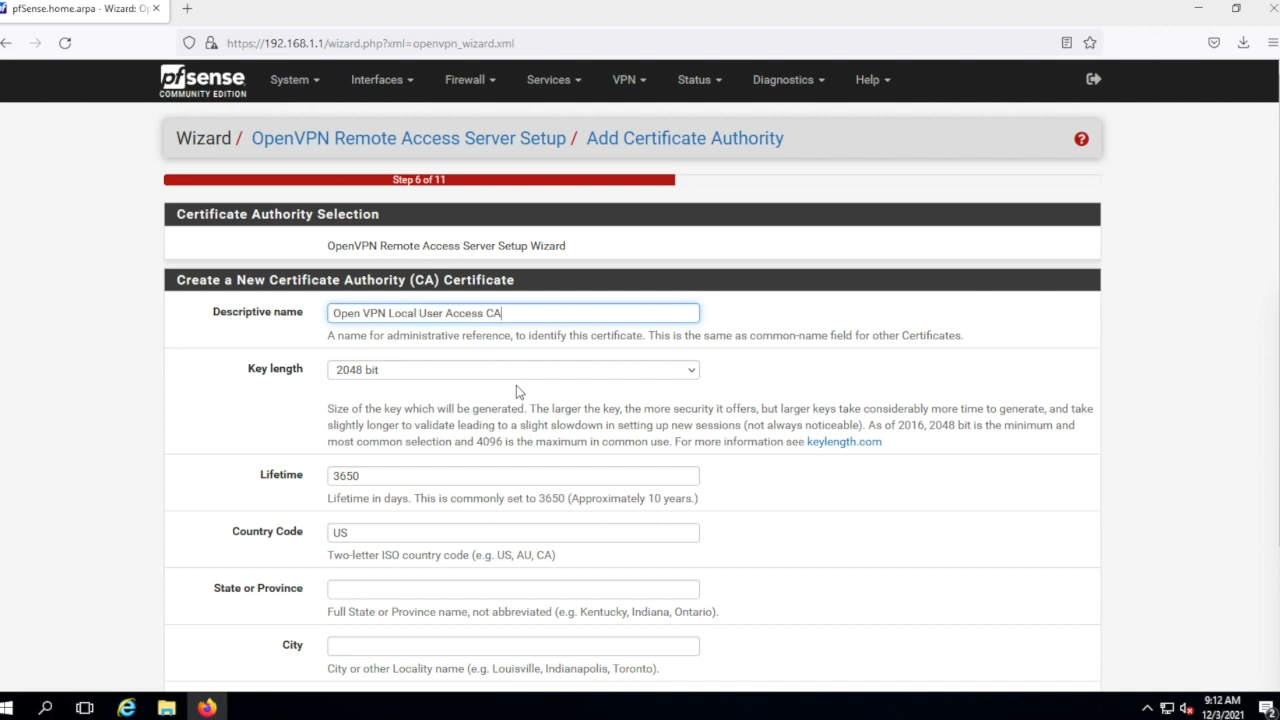 pfSense.home.arpa - Wizard: Op
https://192.168.1.1/wizard.php?xml=openvpn_wizard.xml
pfsense
COMMUNITY EDITION
System
Interfaces
Firewall
Services
VPN
Status
Diagnostics
Help
Wizard / OpenVPN Remote Access Server Setup / Add Certificate Authority
Step 6 of 11
Certificate Authority Selection
OpenVPN Remote Access Server Setup Wizard
Create a New Certificate Authority (CA) Certificate
Descriptive name
Open VPN Local User Access CA
A name for administrative reference, to identify this certificate. This is the same as common-name field for other Certificates.
Key length
2048 bit
Size of the key which will be generated. The larger the key, the more security it offers, but larger keys take considerably more time to generate, and take
slightly longer to validate leading to a slight slowdown in setting up new sessions (not always noticeable). As of 2016, 2048 bit is the minimum and
most common selection and 4096 is the maximum in common use. For more information see keylength.com
Lifetime
3650
Lifetime in days. This is commonly set to 3650 (Approximately 10 years.)
Country Code
US
Two-letter ISO country code (e.g. US, AU, CA)
State or Province
Full State or Province name, not abbreviated (e.g. Kentucky, Indiana, Ontario).
City
City or other Locality name (e.g. Louisville, Indianapolis, Toronto).
9:12 AM
12/3/2021
2